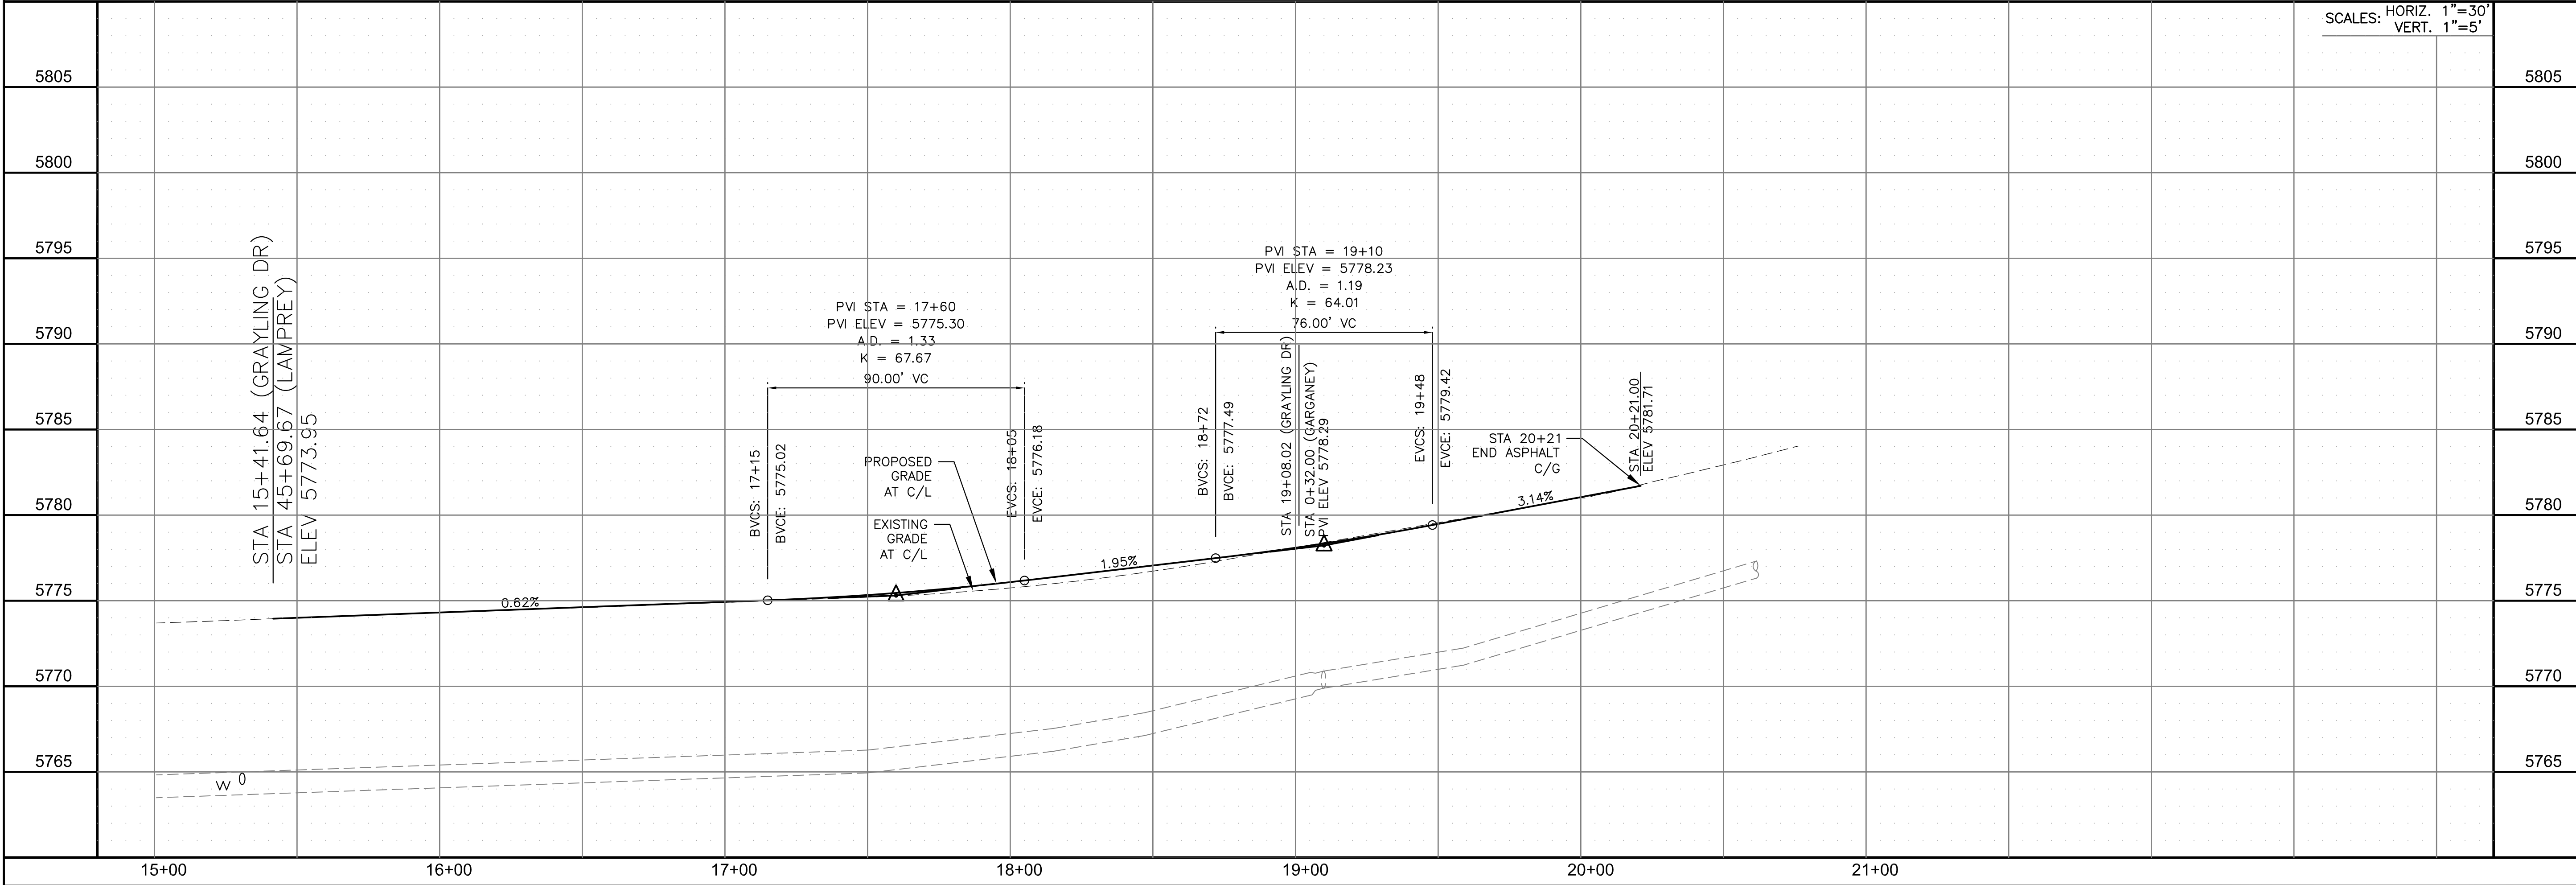 SCALES: HORIZ. 1"=30'
VERT. 1"=5'
5805
5805
5800
5800
5795
5795
5790
5790
5785
5785
5780
5780
5775
5775
5770
5770
5765
5765
STA 15+41.64 (GRAYLING DR)
STA 45+69.67 (LAMPREY)
ELEV 5773.95
0.62%
PVI STA = 17+60
PVI ELEV = 5775.30
A.D. = 1.33
K = 67.67
90.00' VC
BVCS: 17+15
BVCE: 5775.02
PROPOSED
GRADE
AT C/L
EXISTING
GRADE
AT C/L
EVCS: 18+05
EVCE: 5776.18
1.95%
PVI STA = 19+10
PVI ELEV = 5778.23
A.D. = 1.19
K = 64.01
76.00' VC
BVCS: 18+72
BVCE: 5777.49
STA 19+08.02 (GRAYLING DR)
STA 0+32.00 (GARGANEY)
PVI ELEV 5778.29
EVCS: 19+48
EVCE: 5779.42
STA 20+21
END ASPHALT
C/G
3.14%
STA 20+21.00
ELEV 5781.71
W
15+00
16+00
17+00
18+00
19+00
20+00
21+00